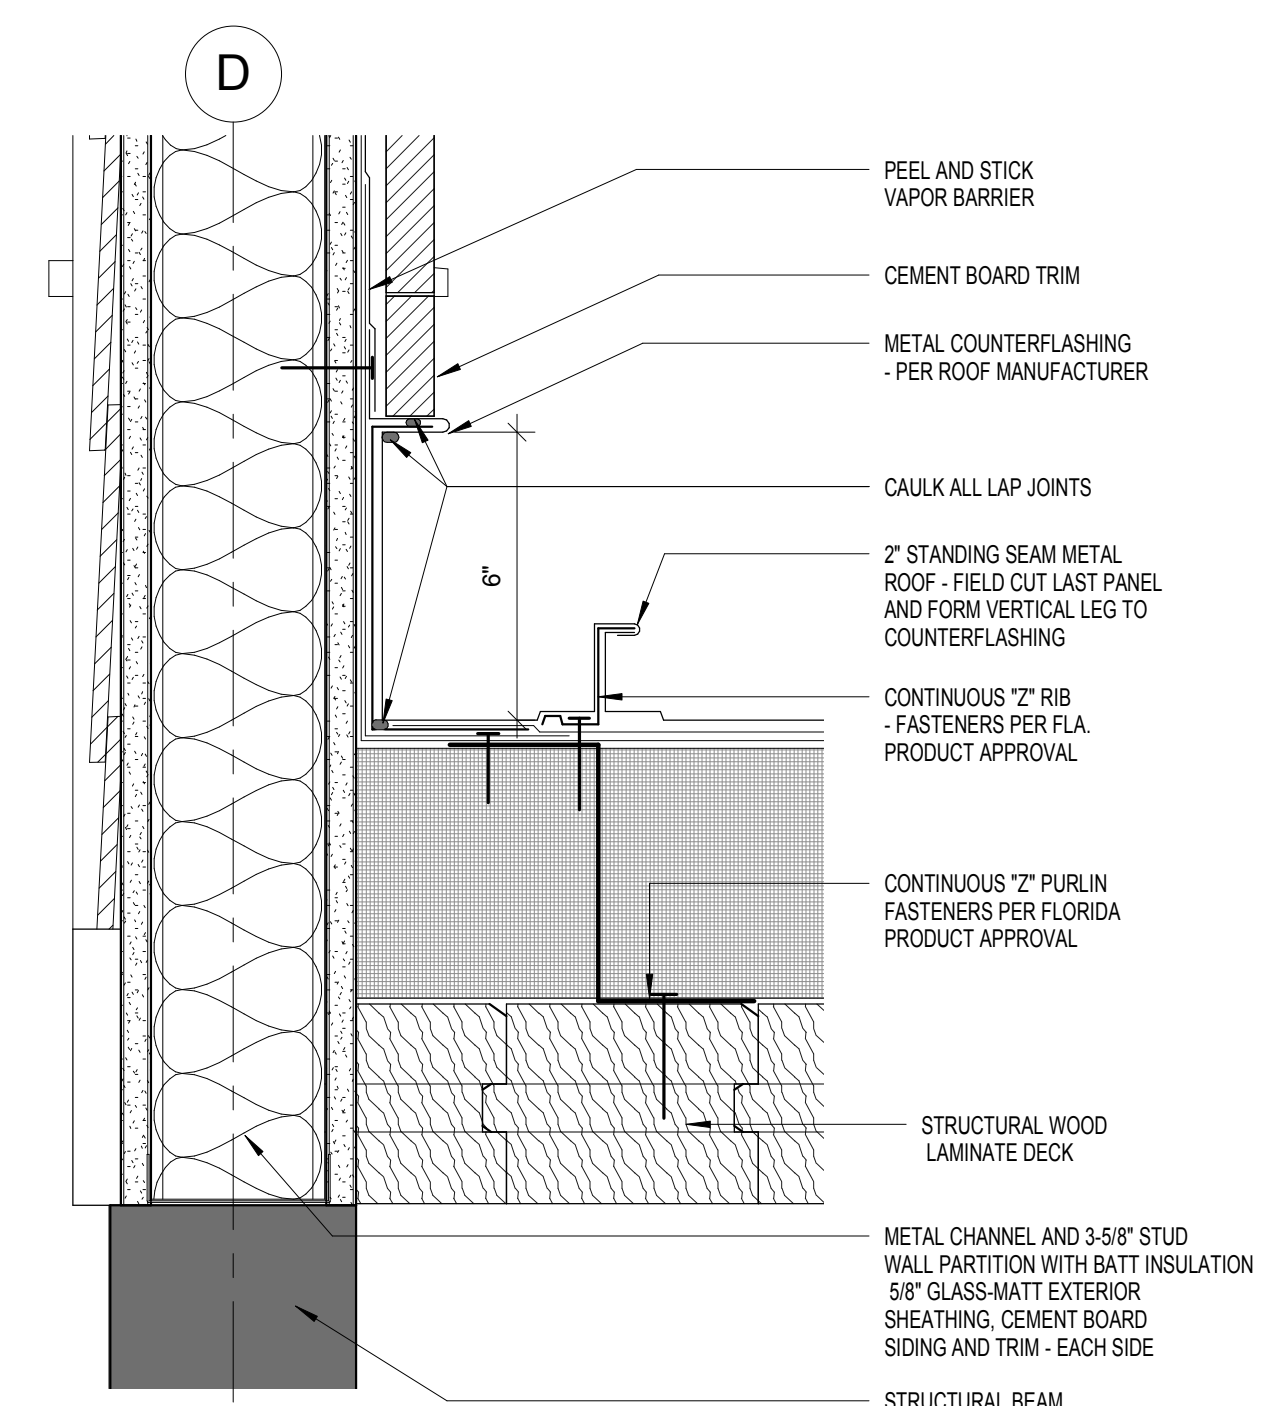 D
PEEL AND STICK
VAPOR BARRIER
CEMENT BOARD TRIM
METAL COUNTERFLASHING
- PER ROOF MANUFACTURER
CAULK ALL LAP JOINTS
6"
2" STANDING SEAM METAL
ROOF - FIELD CUT LAST PANEL
AND FORM VERTICAL LEG TO
COUNTERFLASHING
CONTINUOUS "Z" RIB
- FASTENERS PER FLA.
PRODUCT APPROVAL
CONTINUOUS "Z" PURLIN
FASTENERS PER FLORIDA
PRODUCT APPROVAL
STRUCTURAL WOOD
LAMINATE DECK
METAL CHANNEL AND 3-5/8" STUD
WALL PARTITION WITH BATT INSULATION
5/8" GLASS-MATT EXTERIOR
SHEATHING, CEMENT BOARD
SIDING AND TRIM - EACH SIDE
STRUCTURAL BEAM